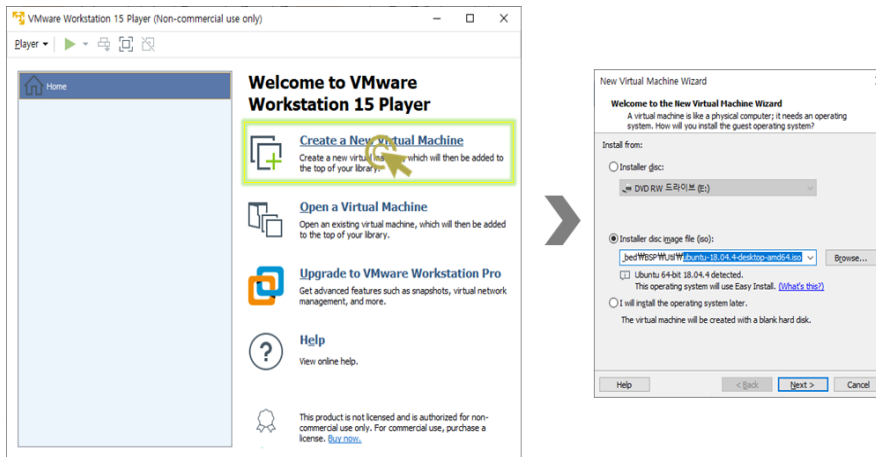 VMware Workstation 15 Player (Non-commercial use only)
Player
Home
Welcome to VMware
Workstation 15 Player
Create a New Virtual Machine
Create a new virtual which will then be added to
the top of your library.
Open a Virtual Machine
Open an existing virtual machine, which will then be added
to the top of your library.
Upgrade to VMware Workstation Pro
Get advanced features such as snapshots, virtual network
management, and more.
Help
View online help.
This product is not licensed and is authorized for non-
commercial use only. For commercial use, purchase a
license. Buy now.
New Virtual Machine Wizard
Welcome to the New Virtual Machine Wizard
A virtual machine is like a physical computer; it needs an operating
system. How will you install the guest operating system?
Install from:
Installer disc:
DVD RW 드라이브 (E:)
Installer disc image file (iso):
_bed₩BSP₩USI₩ubuntu-18.04.4-desktop-amd64.iso
Browse...
Ubuntu 64-bit 18.04.4 detected.
This operating system will use Easy Install. (What's this?)
I will install the operating system later.
The virtual machine will be created with a blank hard disk.
Help
< Back
Next >
Cancel